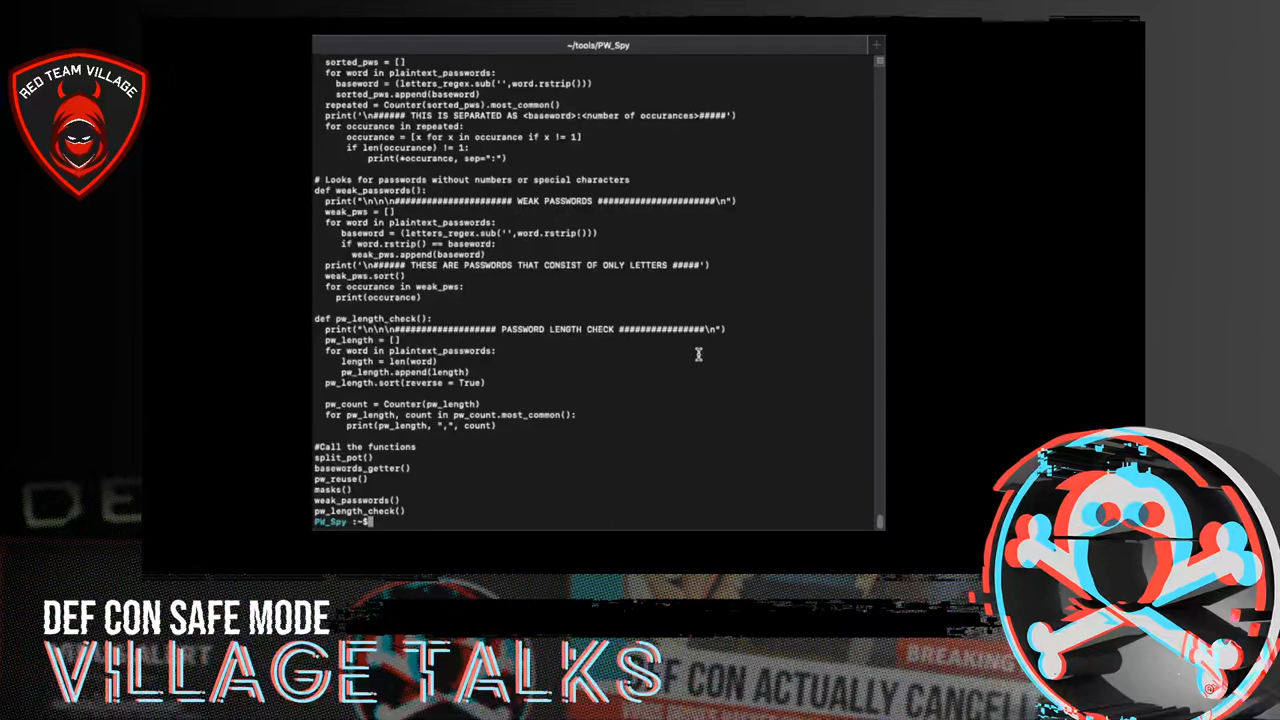 RED TEAM VILLAGE
~/tools/PW_Spy
sorted_pws = []
for word in plaintext_passwords:
baseword = (letters_regex.sub('',word.rstrip()))
sorted_pws.append(baseword)
repeated = Counter(sorted_pws).most_common()
print('\n###### THIS IS SEPARATED AS <baseword>:<number of occurances>#####')
for occurance in repeated:
occurance = [x for x in occurance if x != 1]
if len(occurance) != 1:
print(*occurance, sep=":")
# Looks for passwords without numbers or special characters
def weak_passwords():
print("\n\n\n###################### WEAK PASSWORDS ######################\n")
weak_pws = []
for word in plaintext_passwords:
baseword = (letters_regex.sub('',word.rstrip()))
if word.rstrip() == baseword:
weak_pws.append(baseword)
print('\n###### THESE ARE PASSWORDS THAT CONSIST OF ONLY LETTERS #####')
weak_pws.sort()
for occurance in weak_pws:
print(occurance)
def pw_length_check():
print("\n\n\n################### PASSWORD LENGTH CHECK ################\n")
pw_length = []
for word in plaintext_passwords:
length = len(word)
pw_length.append(length)
pw_length.sort(reverse = True)
pw_count = Counter(pw_length)
for pw_length, count in pw_count.most_common():
print(pw_length, ",", count)
#Call the functions
split_pot()
basewords_getter()
pw_reuse()
masks()
weak_passwords()
pw_length_check()
PW_Spy :~$
DEF CON SAFE MODE
VILLAGE TALKS
BREAKING
DEF CON ACTUALLY CANCEL